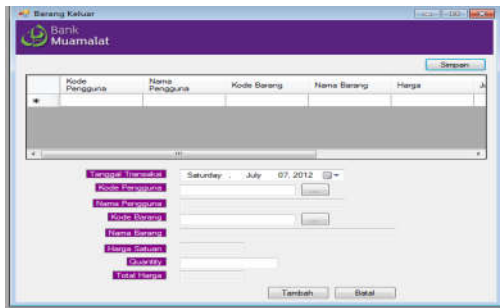 Barang Keluar
Bank
Muamalat
Simpan
Kode Pengguna
Nama Pengguna
Kode Barang
Nama Barang
Harga
Tanggal Transaksi
Saturday , July 07, 2012
Kode Pengguna
...
Nama Pengguna
Kode Barang
...
Nama Barang
Harga Satuan
Quantity
Total Harga
Tambah
Batal